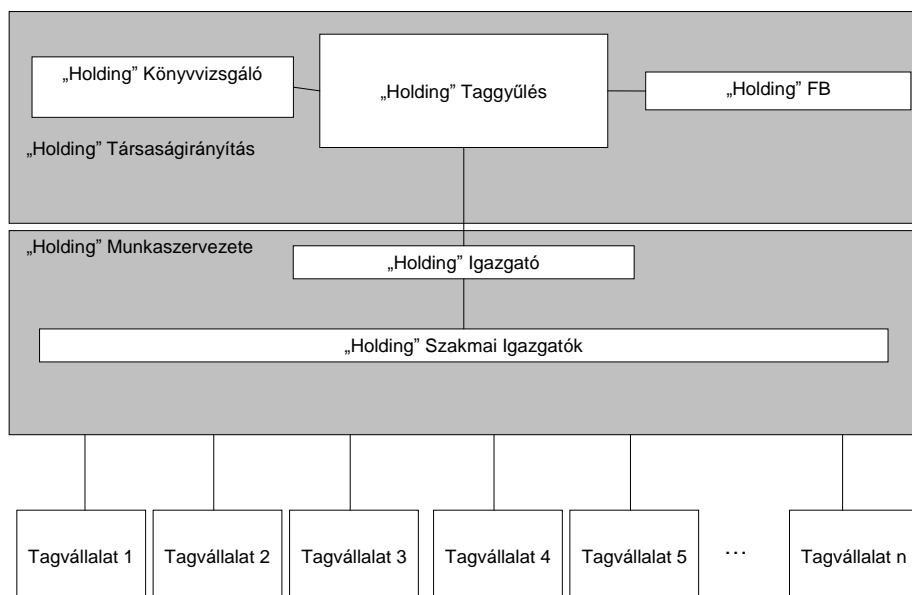 „Holding” Könyvvizsgáló
„Holding” Taggyűlés
„Holding” FB
„Holding” Társaságirányítás
„Holding” Munkaszervezete
„Holding” Igazgató
„Holding” Szakmai Igazgatók
Tagvállalat 1
Tagvállalat 2
Tagvállalat 3
Tagvállalat 4
Tagvállalat 5
…
Tagvállalat n